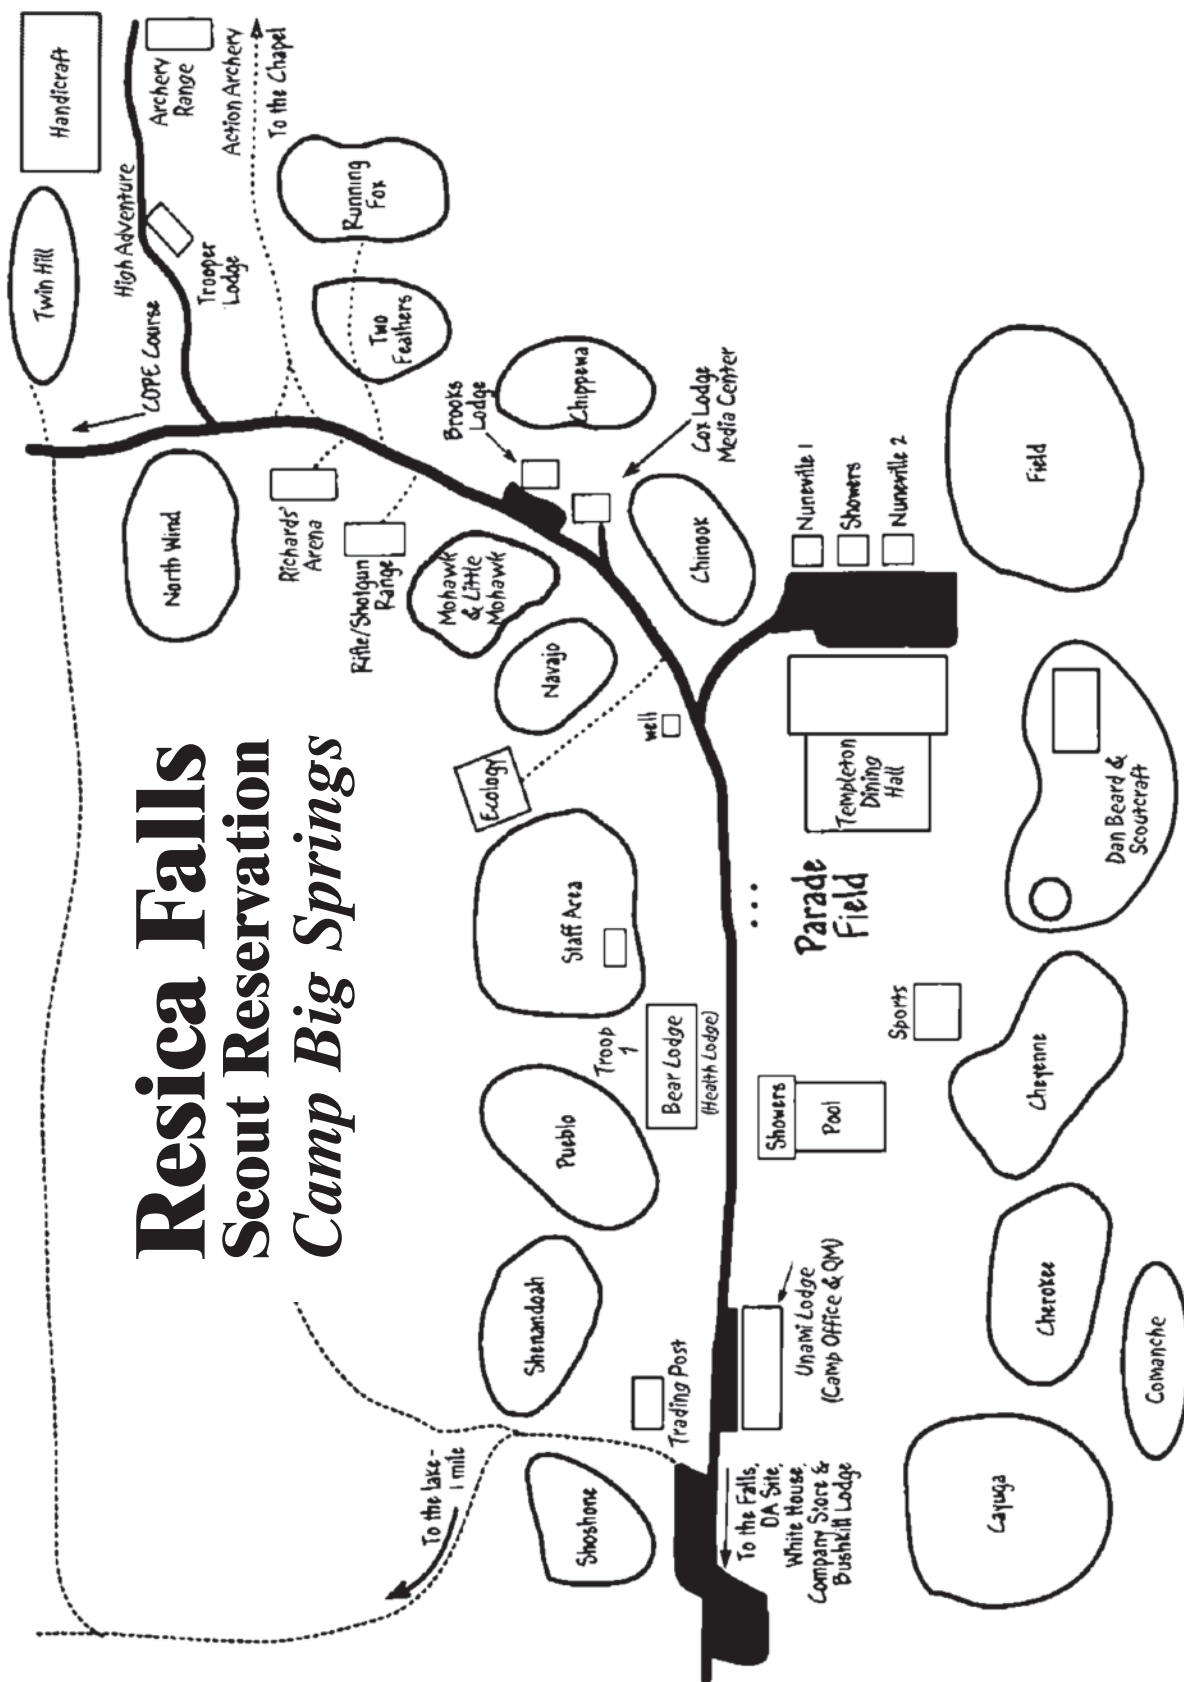 Resica Falls
Scout Reservation
Camp Big Springs
To the lake-
1 mile
Shoshone
Shenandoah
Pueblo
Troop
1
Staff Area
Ecology
Navajo
Mohawk
& Little
Mohawk
Rifle/Shotgun
Range
Richards'
Arena
North Wind
COPE Course
Twin Hill
Handicraft
High Adventure
Trooper
Lodge
Archery
Range
Action Archery
To the Chapel
Running
Fox
Two
Feathers
Brooks
Lodge
Chippewa
Cox Lodge
Media Center
Chinook
well
Trading Post
Bear Lodge
(Health Lodge)
To the Falls,
OA Site,
White House,
Company Store &
Bushkill Lodge
Unami Lodge
(Camp Office & QM)
Showers
Pool
Parade
Field
Templeton
Dining
Hall
Nuneville 1
Showers
Nuneville 2
Field
Sports
Dan Beard &
Scoutcraft
Cheyenne
Cherokee
Comanche
Cayuga